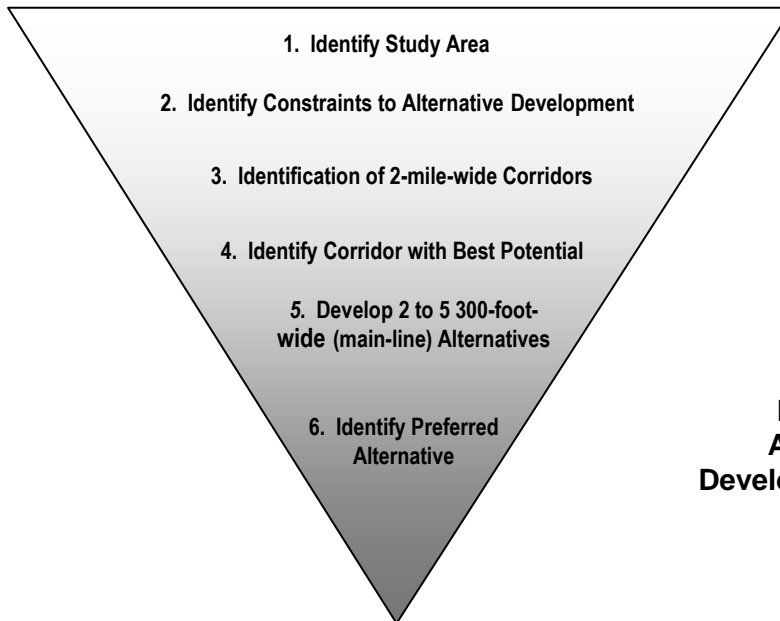 1. Identify Study Area
2. Identify Constraints to Alternative Development
3. Identification of 2-mile-wide Corridors
4. Identify Corridor with Best Potential
5. Develop 2 to 5 300-foot-
wide (main-line) Alternatives
6. Identify Preferred
Alternative